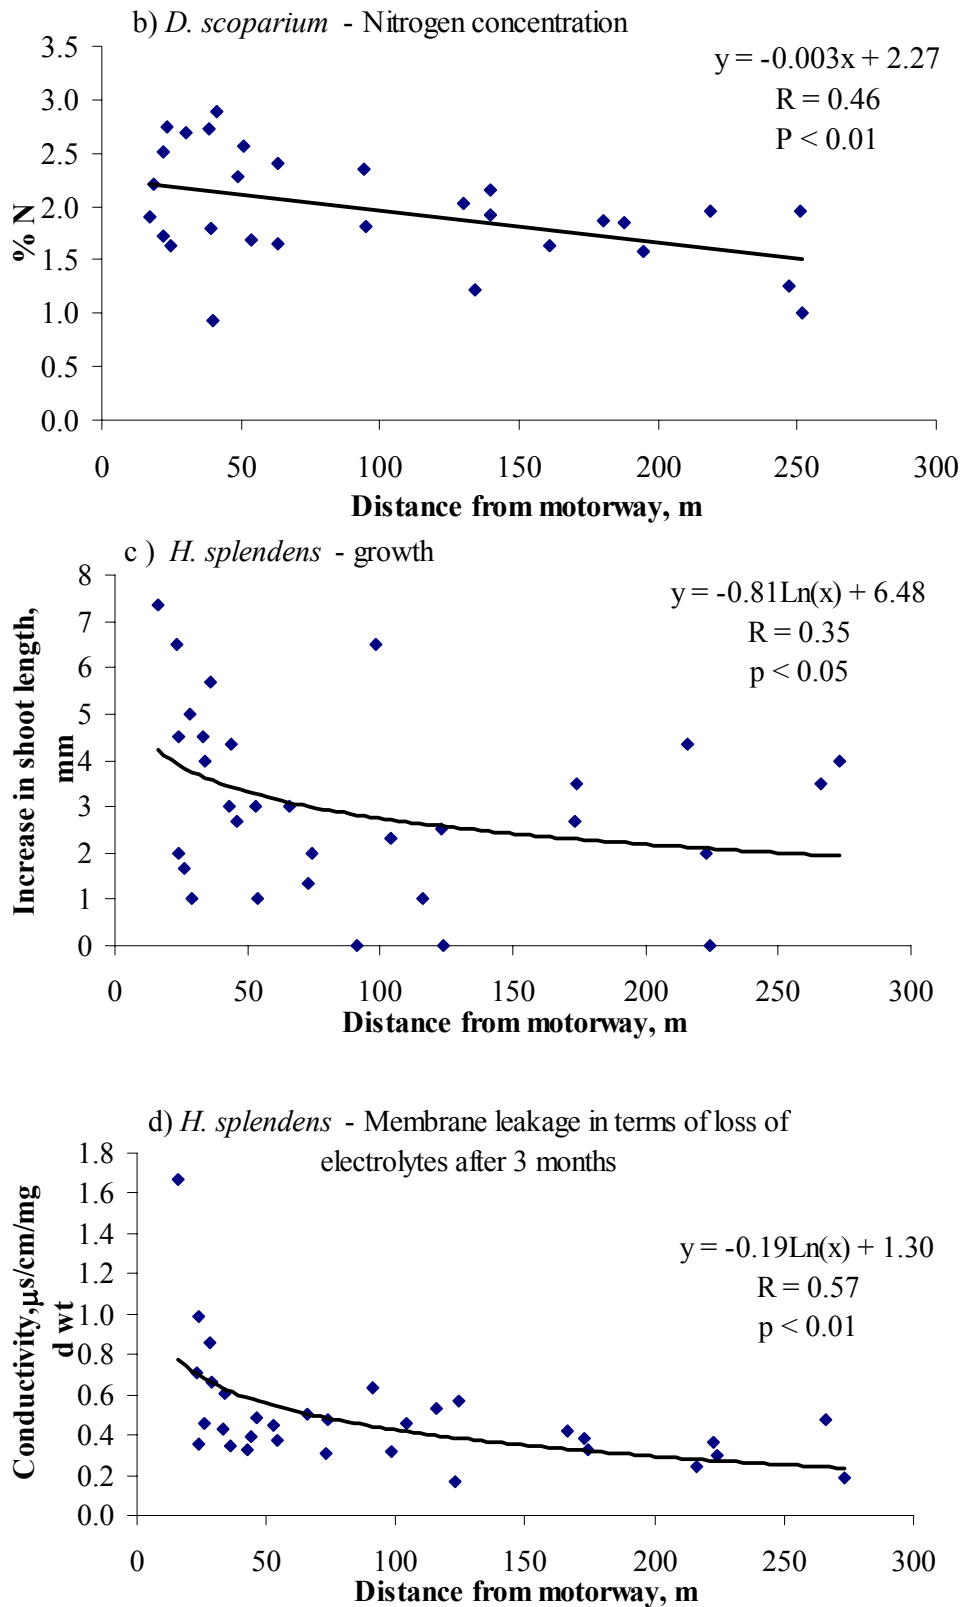 b) D. scoparium - Nitrogen concentration
y = -0.003x + 2.27
R = 0.46
P < 0.01
3.5
3.0
2.5
2.0
1.5
1.0
0.5
0.0
% N
0 50 100 150 200 250 300
Distance from motorway, m
c ) H. splendens - growth
y = -0.81Ln(x) + 6.48
R = 0.35
p < 0.05
8
7
6
5
4
3
2
1
0
Increase in shoot length,
mm
0 50 100 150 200 250 300
Distance from motorway, m
d) H. splendens - Membrane leakage in terms of loss of
electrolytes after 3 months
y = -0.19Ln(x) + 1.30
R = 0.57
p < 0.01
1.8
1.6
1.4
1.2
1.0
0.8
0.6
0.4
0.2
0.0
Conductivity,µs/cm/mg
d wt
0 50 100 150 200 250 300
Distance from motorway, m